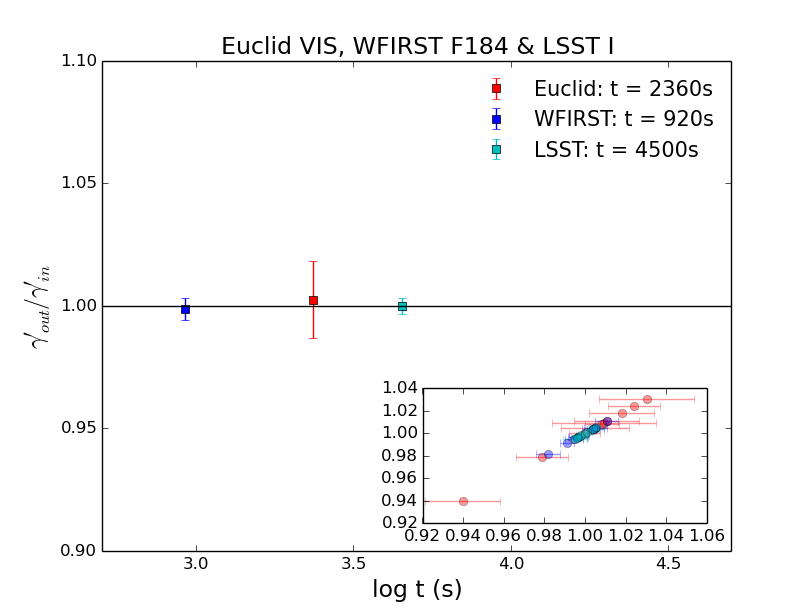 Euclid VIS, WFIRST F184 & LSST I
1.10
Euclid: t = 2360s
WFIRST: t = 920s
LSST: t = 4500s
1.05
γ'out/γ'in
1.00
0.95
0.90
1.04
1.02
1.00
0.98
0.96
0.94
0.92
0.92 0.94 0.96 0.98 1.00 1.02 1.04 1.06
3.0 3.5 4.0 4.5
log t (s)